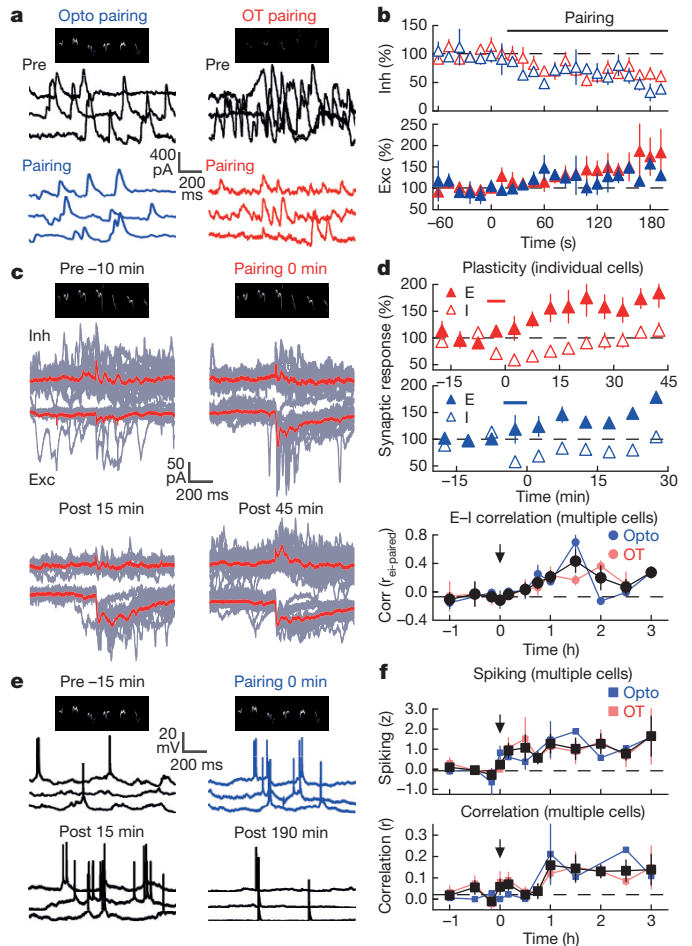 a
Opto pairing
OT pairing
Pre
Pre
Pairing
400
pA
200
ms
Pairing
b
Pairing
Inh (%)
150
100
50
0
Exc (%)
250
200
150
100
50
−60 0 60 120 180
Time (s)
c
Pre −10 min
Pairing 0 min
Inh
Exc
50
pA
200 ms
Post 15 min
Post 45 min
d
Plasticity (individual cells)
Synaptic response (%)
200
150
100
50
E
I
−15 0 15 30 45
200
150
100
50
E
I
−15 0 15 30
Time (min)
E–I correlation (multiple cells)
Corr (rei-paired)
0.8
0.4
0.0
−0.4
Opto
OT
−1 0 1 2 3
Time (h)
e
Pre −15 min
Pairing 0 min
20
mV
200 ms
Post 15 min
Post 190 min
f
Spiking (multiple cells)
Spiking (z)
3.0
2.0
1.0
0.0
−1.0
Opto
OT
Correlation (multiple cells)
Correlation (r)
0.3
0.2
0.1
0.0
−1 0 1 2 3
Time (h)